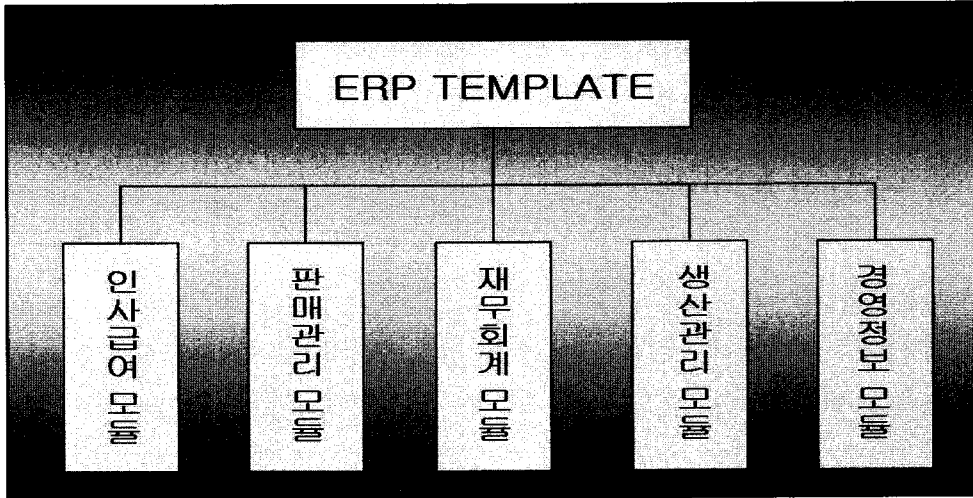 ERP TEMPLATE
인사급여 모듈
판매관리 모듈
재무회계 모듈
생산관리 모듈
경영정보 모듈